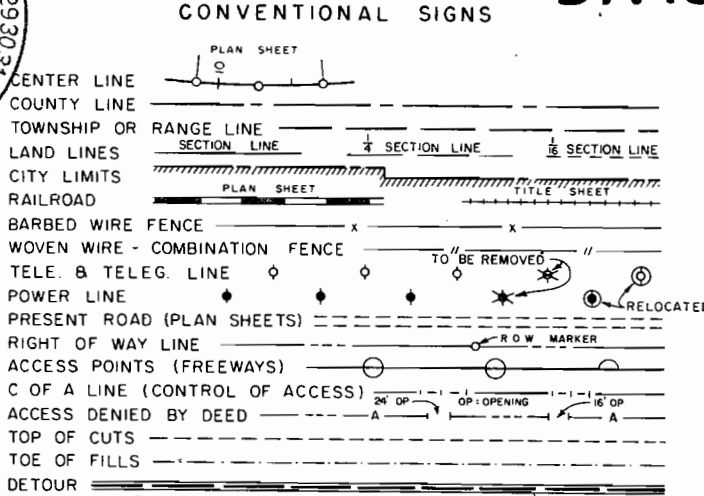 CONVENTIONAL SIGNS
PLAN SHEET
10
CENTER LINE
COUNTY LINE
TOWNSHIP OR RANGE LINE
LAND LINES SECTION LINE 1/4 SECTION LINE 1/16 SECTION LINE
CITY LIMITS
RAILROAD PLAN SHEET TITLE SHEET
BARBED WIRE FENCE x x
WOVEN WIRE - COMBINATION FENCE // //
TO BE REMOVED
TELE. & TELEG. LINE
POWER LINE
RELOCATED
PRESENT ROAD (PLAN SHEETS)
RIGHT OF WAY LINE ROW MARKER
ACCESS POINTS (FREEWAYS)
C OF A LINE (CONTROL OF ACCESS)
24' OP OP = OPENING 16' OP
ACCESS DENIED BY DEED A A
TOP OF CUTS
TOE OF FILLS
DETOUR